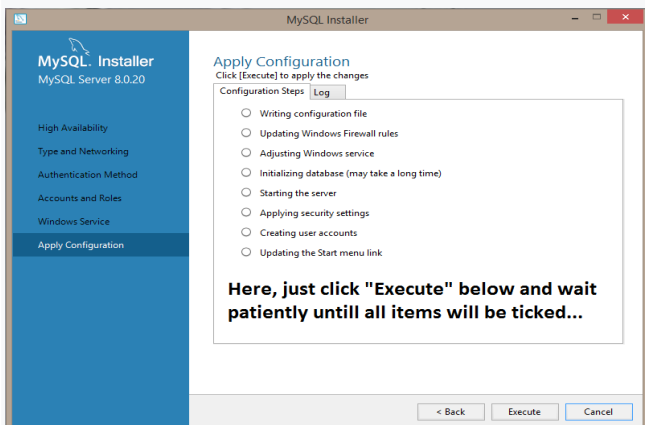 MySQL Installer
MySQL. Installer
MySQL Server 8.0.20
High Availability
Type and Networking
Authentication Method
Accounts and Roles
Windows Service
Apply Configuration
Apply Configuration
Click [Execute] to apply the changes
Configuration Steps Log
Writing configuration file
Updating Windows Firewall rules
Adjusting Windows service
Initializing database (may take a long time)
Starting the server
Applying security settings
Creating user accounts
Updating the Start menu link
Here, just click "Execute" below and wait
patiently untill all items will be ticked...
< Back Execute Cancel